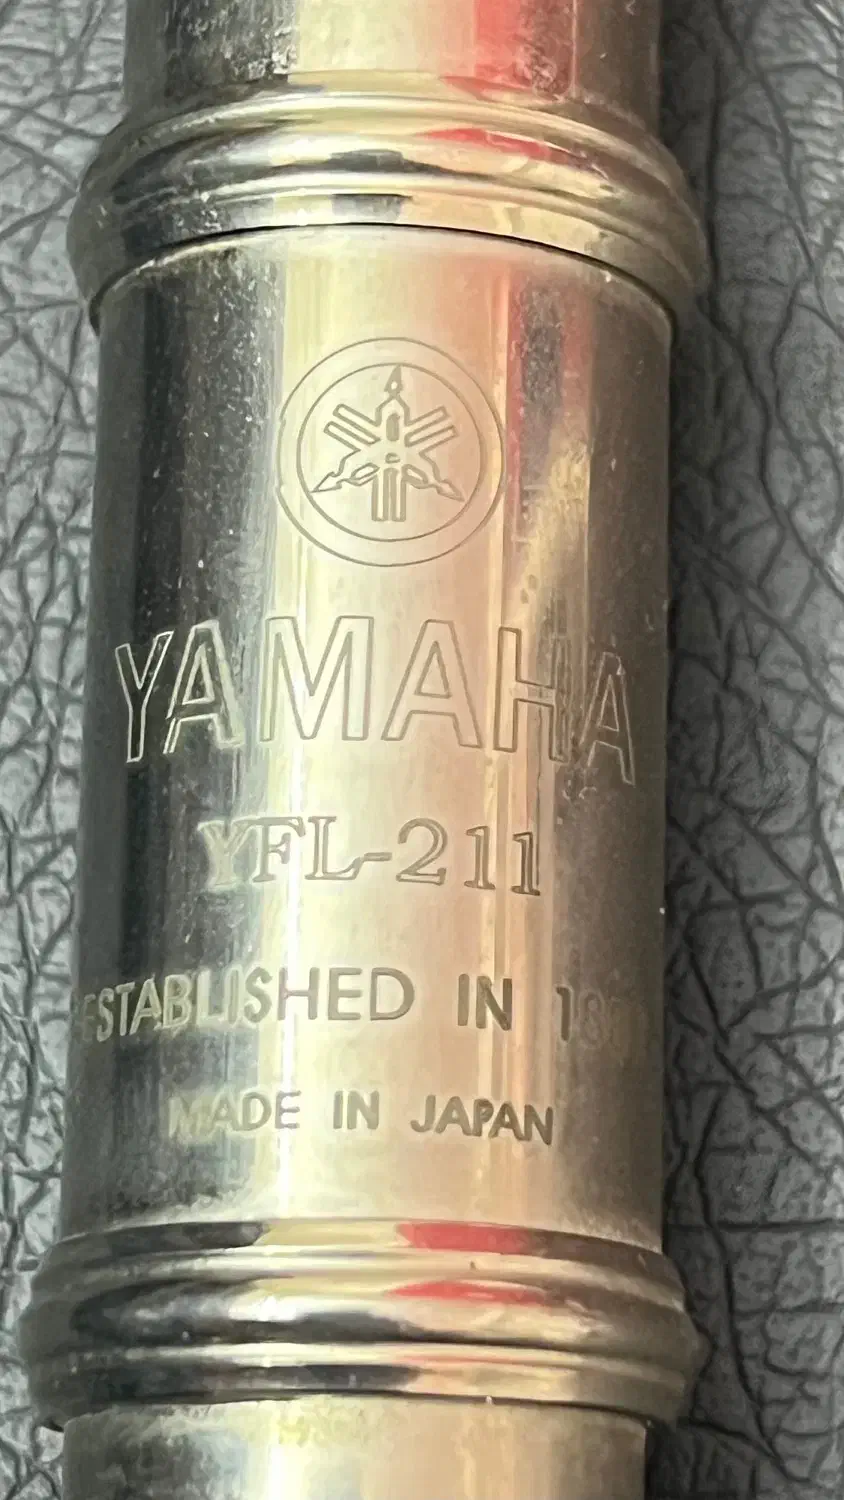 YAMAHA
YFL-211
ESTABLISHED IN
MADE IN JAPAN